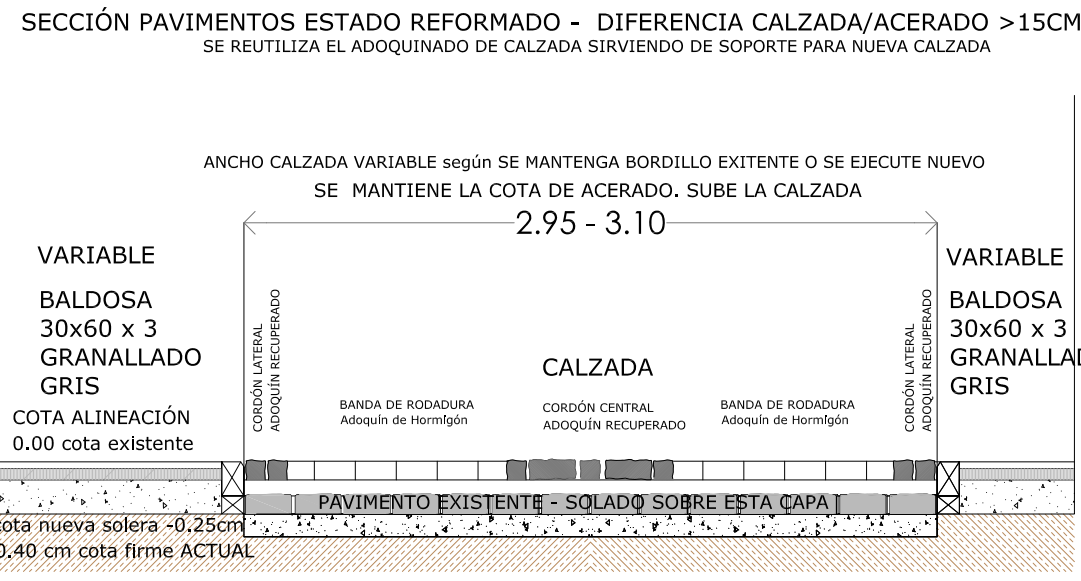 SECCIÓN PAVIMENTOS ESTADO REFORMADO - DIFERENCIA CALZADA/ACERADO >15CM
SE REUTILIZA EL ADOQUINADO DE CALZADA SIRVIENDO DE SOPORTE PARA NUEVA CALZADA
ANCHO CALZADA VARIABLE según SE MANTENGA BORDILLO EXITENTE O SE EJECUTE NUEVO
SE MANTIENE LA COTA DE ACERADO. SUBE LA CALZADA
2.95 - 3.10
VARIABLE
BALDOSA
30x60 x 3
GRANALLADO
GRIS
COTA ALINEACIÓN
0.00 cota existente
CORDÓN LATERAL
ADOQUÍN RECUPERADO
BANDA DE RODADURA
Adoquín de Hormígón
CALZADA
CORDÓN CENTRAL
ADOQUÍN RECUPERADO
BANDA DE RODADURA
Adoquín de Hormígón
CORDÓN LATERAL
ADOQUÍN RECUPERADO
VARIABLE
BALDOSA
30x60 x 3
GRANALLAD
GRIS
PAVIMENTO EXISTENTE - SOLADO SOBRE ESTA CAPA
cota nueva solera -0.25cm
0.40 cm cota firme ACTUAL